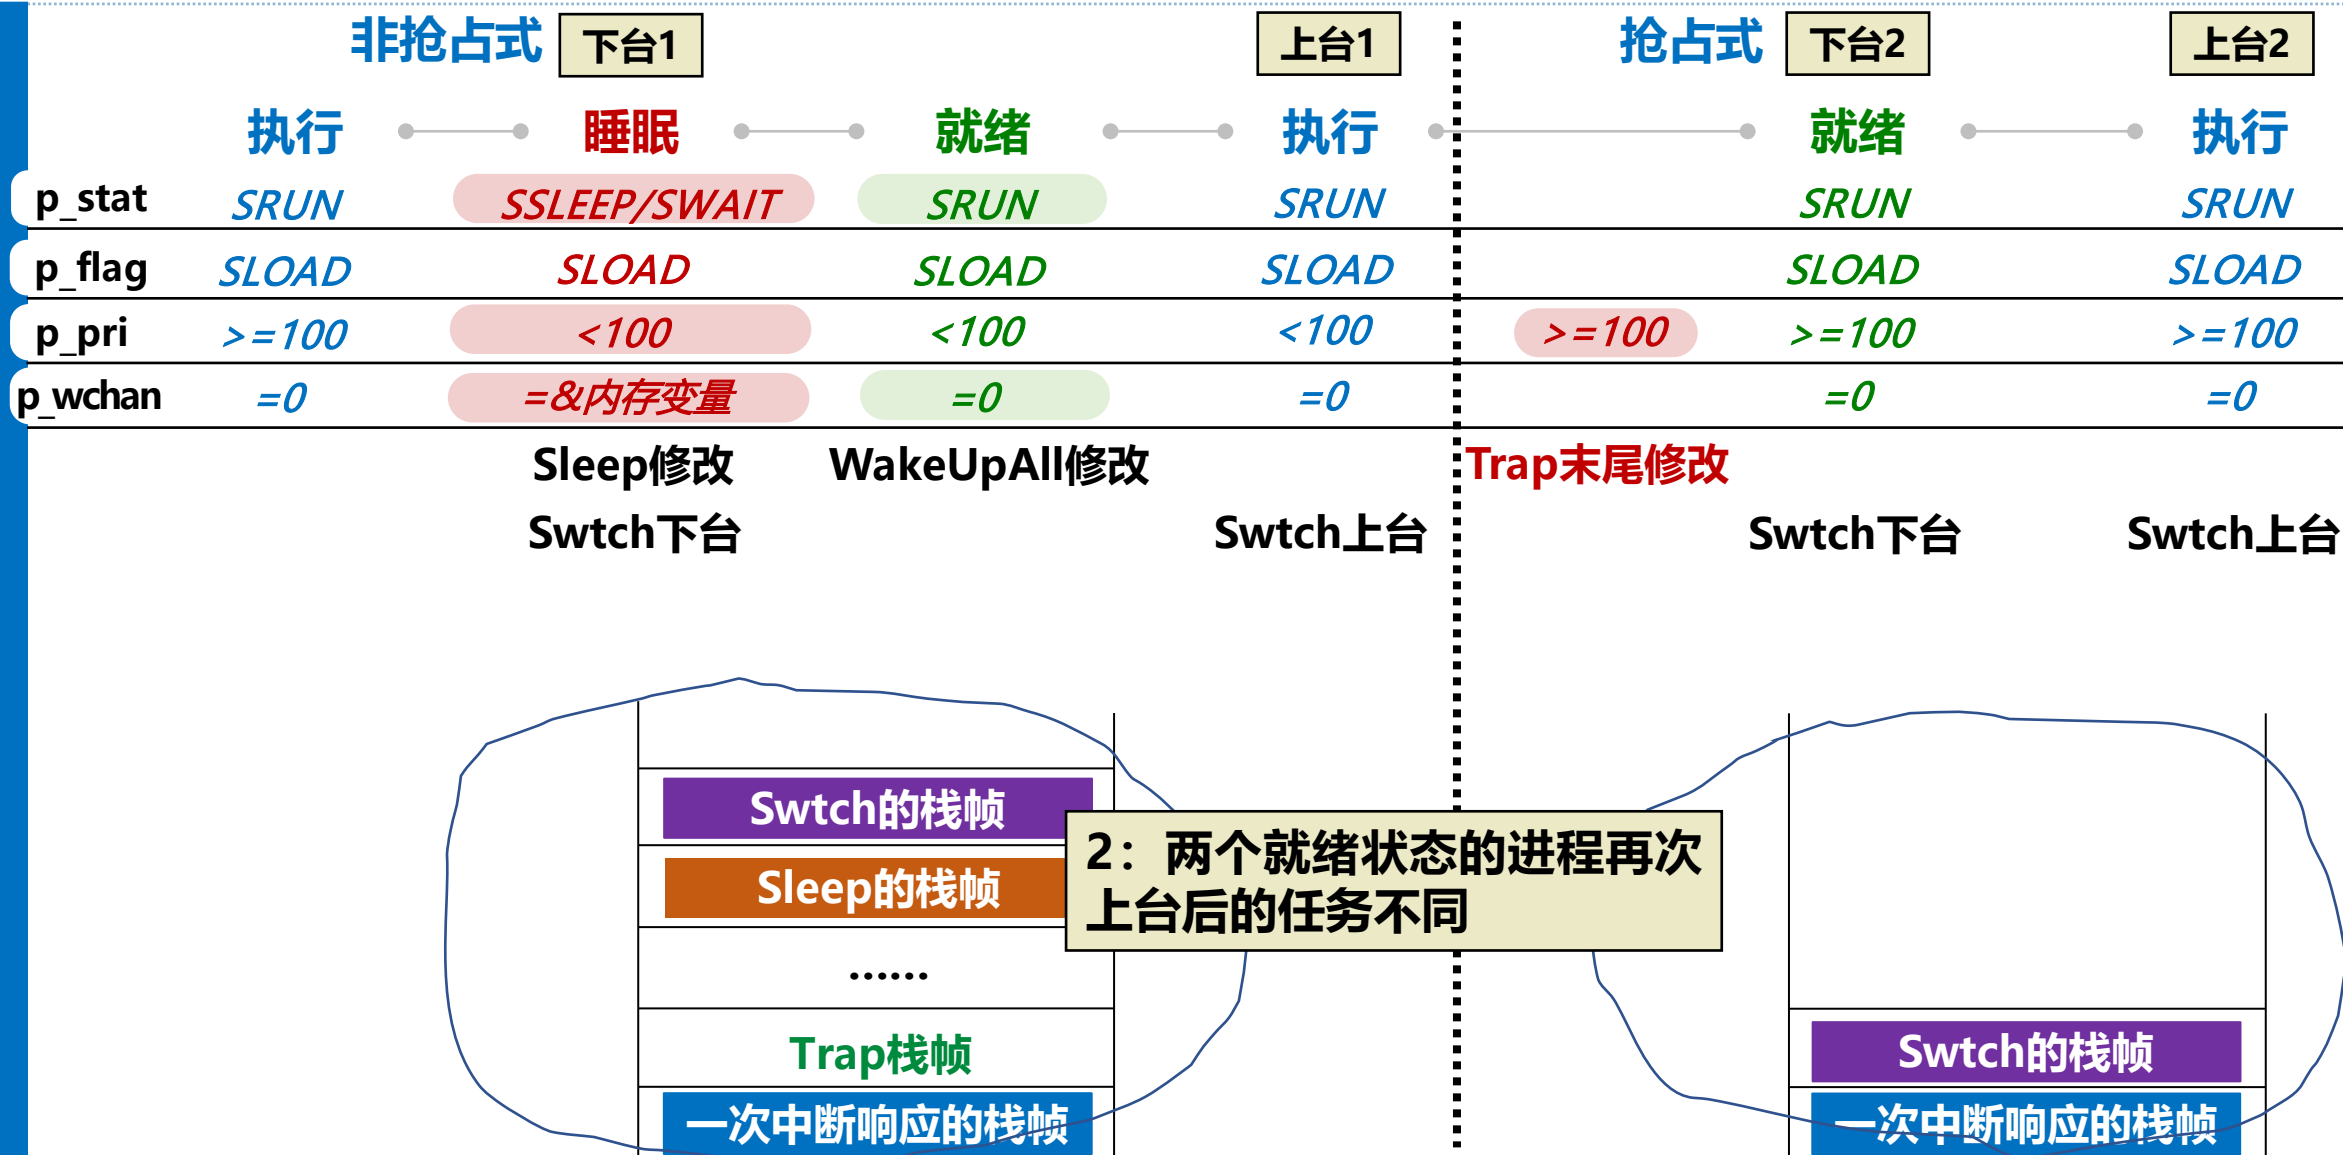 非抢占式 下台1 上台1 抢占式 下台2 上台2
执行 睡眠 就绪 执行 就绪 执行
p_stat SRUN SSLEEP/SWAIT SRUN SRUN SRUN SRUN
p_flag SLOAD SLOAD SLOAD SLOAD SLOAD SLOAD
p_pri >=100 <100 <100 <100 >=100 >=100 >=100
p_wchan =0 =&内存变量 =0 =0 =0 =0
Sleep修改 WakeUpAll修改 Trap末尾修改
Swtch下台 Swtch上台 Swtch下台 Swtch上台
Swtch的栈帧
Sleep的栈帧
……
Trap栈帧
一次中断响应的栈帧
2：两个就绪状态的进程再次
上台后的任务不同
Swtch的栈帧
一次中断响应的栈帧